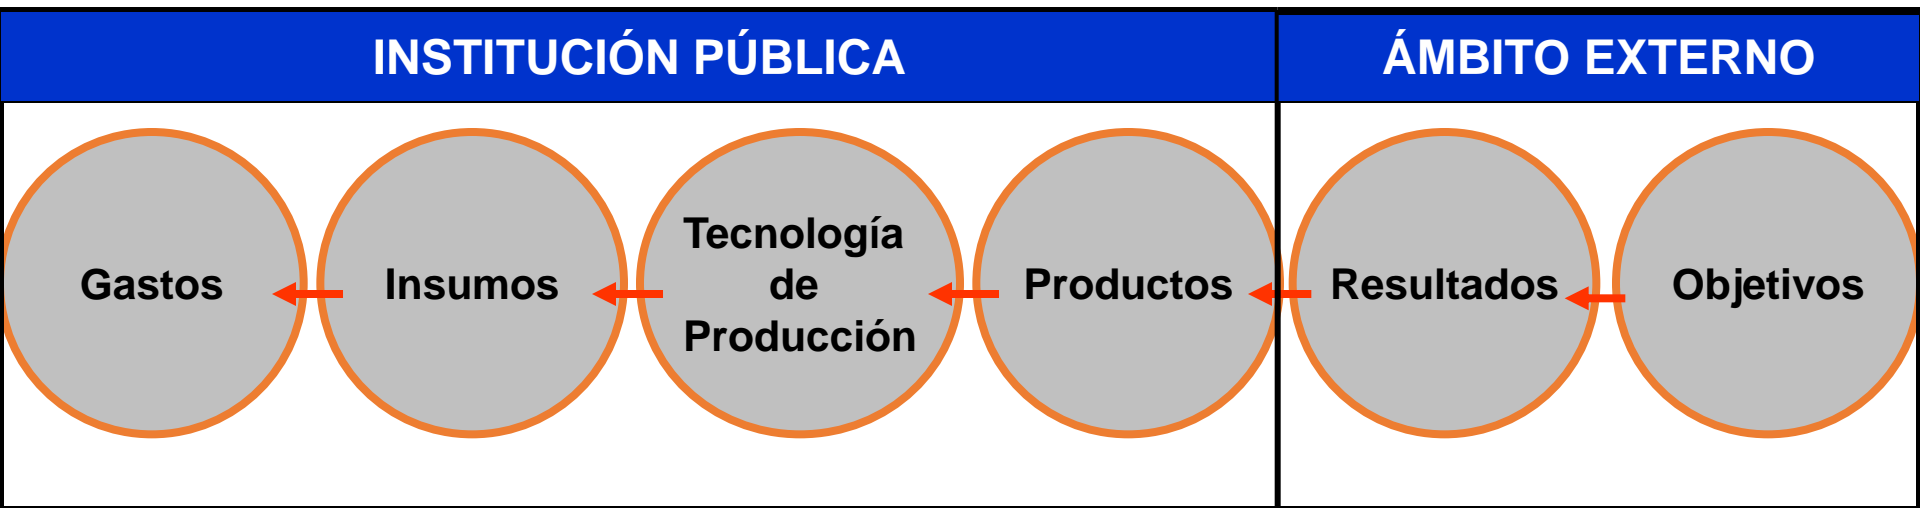 INSTITUCIÓN PÚBLICA
ÁMBITO EXTERNO
Gastos
Insumos
Tecnología
de
Producción
Productos
Resultados
Objetivos